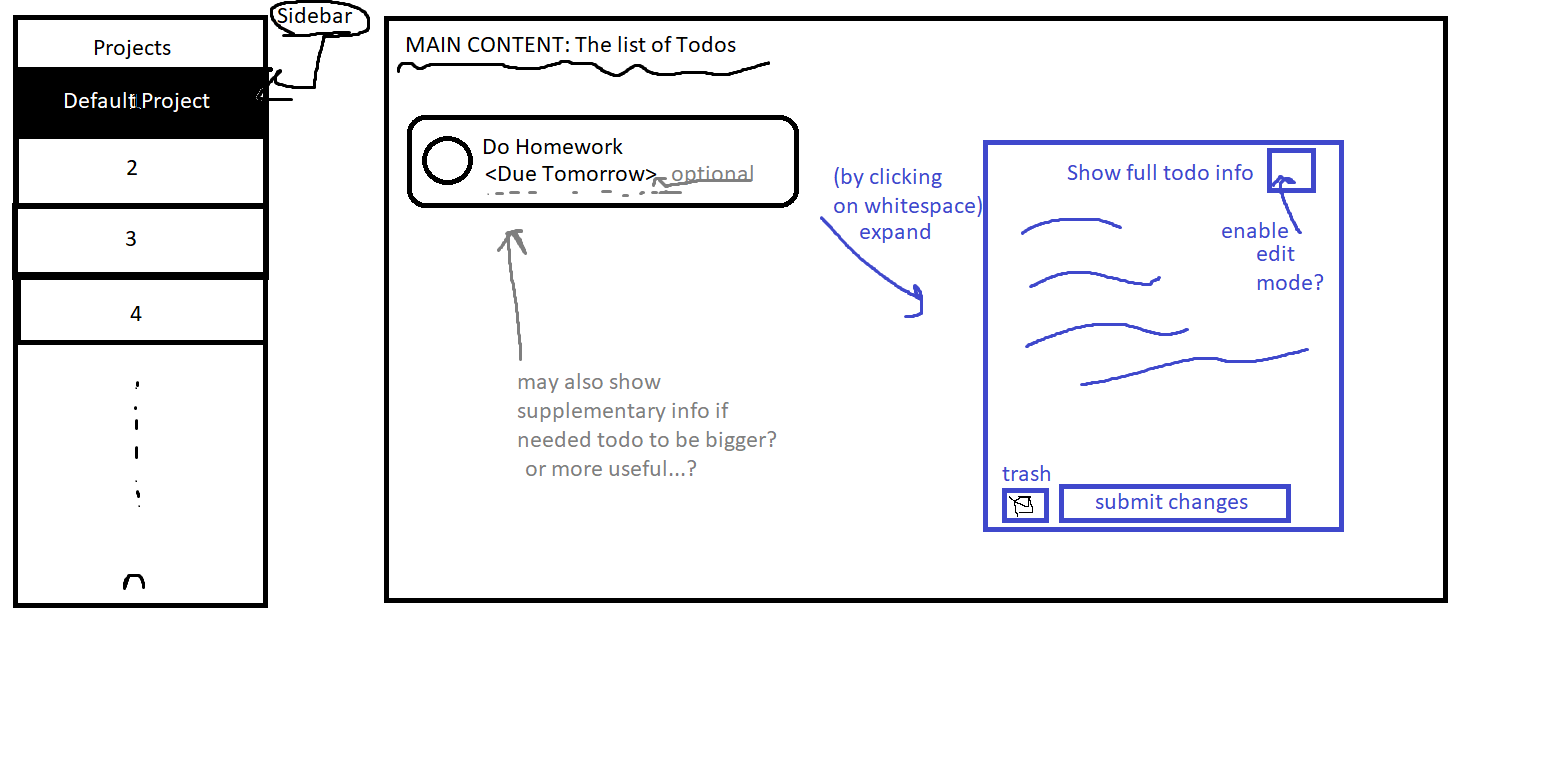 Sidebar
Projects
Default Project
2
3
4
n
MAIN CONTENT: The list of Todos
Do Homework
<Due Tomorrow> optional
may also show
supplementary info if
needed todo to be bigger?
or more useful...?
(by clicking
on whitespace)
expand
Show full todo info
enable
edit
mode?
trash
submit changes